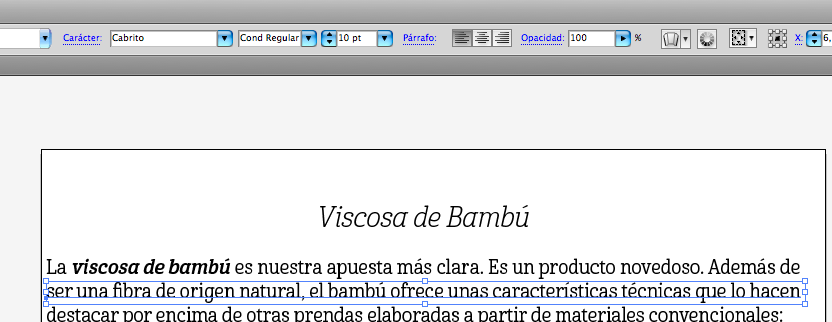 Carácter: Cabrito Cond Regular 10 pt Párrafo: Opacidad: 100 % X: 6,
Viscosa de Bambú
La viscosa de bambú es nuestra apuesta más clara. Es un producto novedoso. Además de
ser una fibra de origen natural, el bambú ofrece unas características técnicas que lo hacen
destacar por encima de otras prendas elaboradas a partir de materiales convencionales: